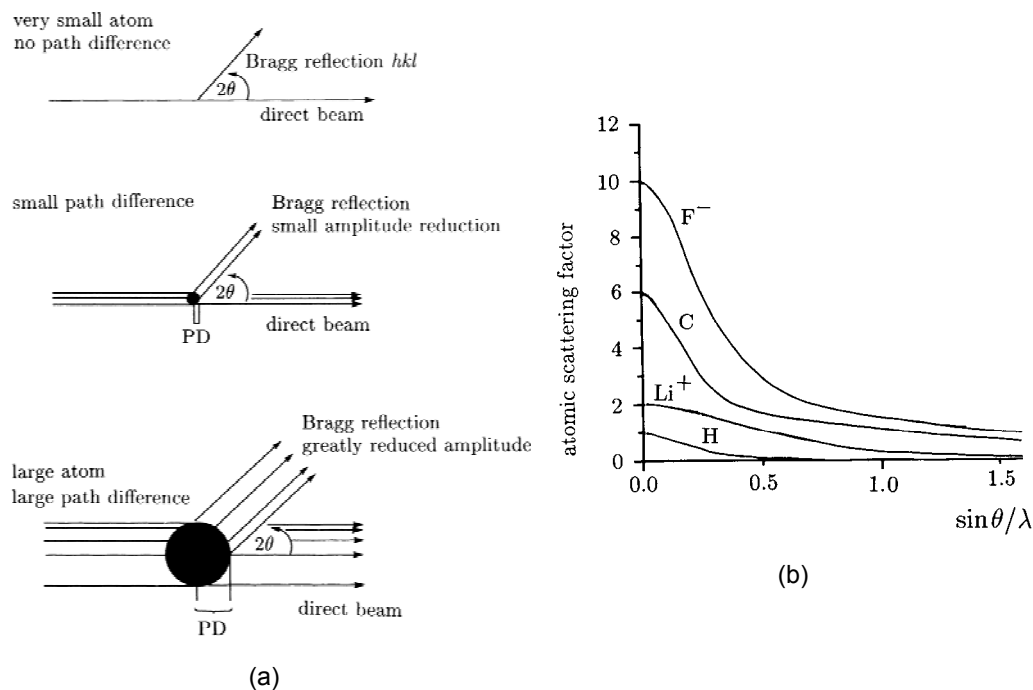 very small atom
no path difference
Bragg reflection hkl
2θ
direct beam
small path difference
Bragg reflection
small amplitude reduction
2θ
direct beam
PD
Bragg reflection
greatly reduced amplitude
large atom
large path difference
2θ
direct beam
PD
(a)
12
10
8
6
4
2
0
atomic scattering factor
F⁻
C
Li⁺
H
0.0
0.5
1.0
1.5
sin θ/λ
(b)